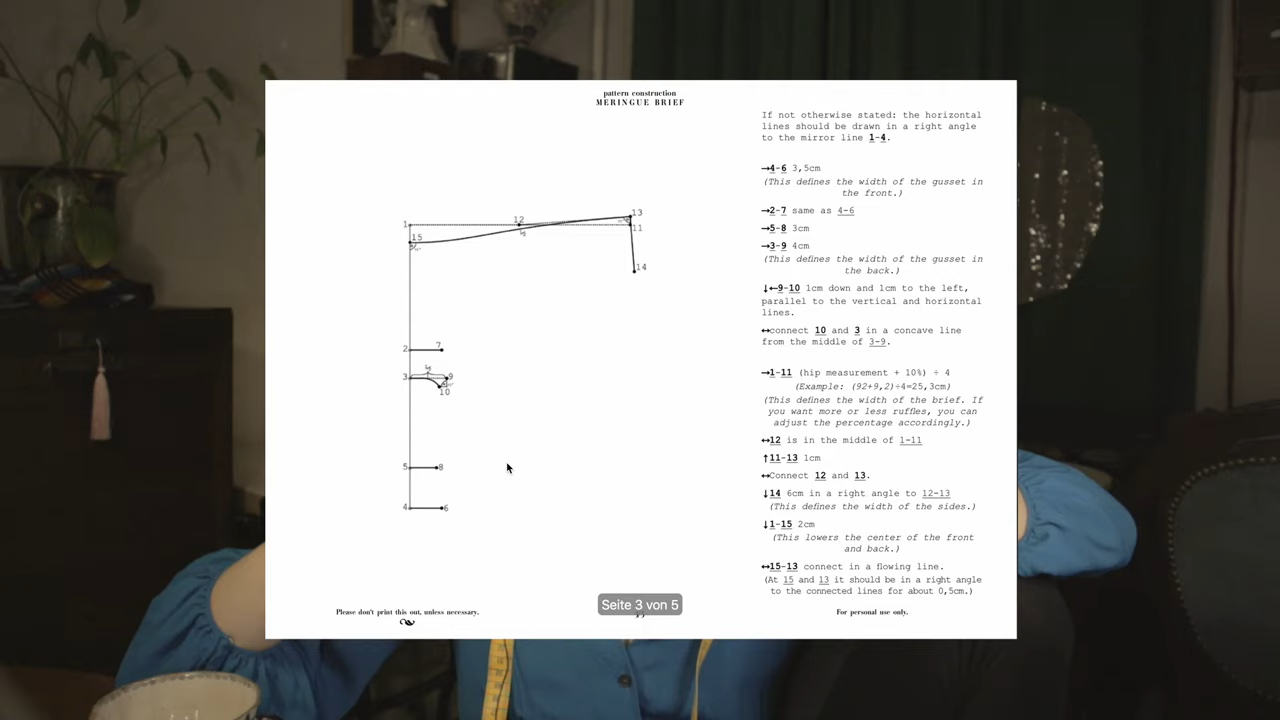 pattern construction
MERINGUE BRIEF
If not otherwise stated: the horizontal
lines should be drawn in a right angle
to the mirror line 1-4.
→4-6 3,5cm
(This defines the width of the gusset in
the front.)
→2-7 same as 4-6
→5-8 3cm
→3-9 4cm
(This defines the width of the gusset in
the back.)
↓←9-10 1cm down and 1cm to the left,
parallel to the vertical and horizontal
lines.
↔connect 10 and 3 in a concave line
from the middle of 3-9.
→1-11 (hip measurement + 10%) ÷ 4
(Example: (92+9,2)÷4=25,3cm)
(This defines the width of the brief. If
you want more or less ruffles, you can
adjust the percentage accordingly.)
↔12 is in the middle of 1-11
↑11-13 1cm
↔Connect 12 and 13.
↓14 6cm in a right angle to 12-13
(This defines the width of the sides.)
↓1-15 2cm
(This lowers the center of the front
and back.)
↔15-13 connect in a flowing line.
(At 15 and 13 it should be in a right angle
to the connected lines for about 0,5cm.)
1
12
13
11
15
14
2
7
3
9
10
5
8
4
6
Seite 3 von 5
Please don't print this out, unless necessary.
For personal use only.